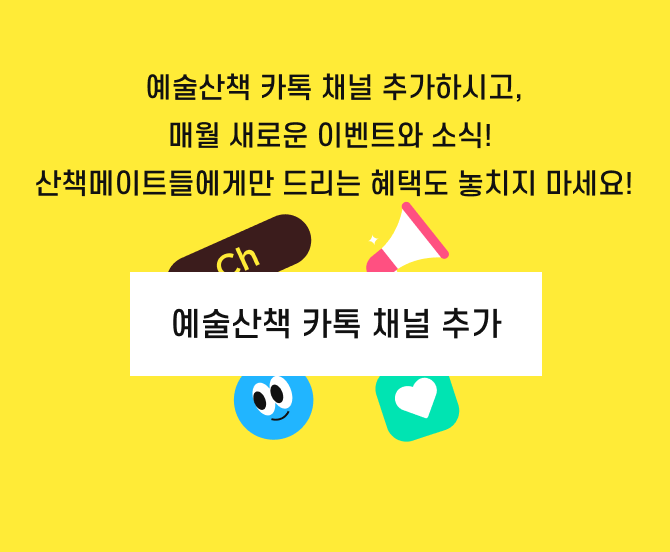 예술산책 카톡 채널 추가하시고,
매월 새로운 이벤트와 소식!
산책메이트들에게만 드리는 혜택도 놓치지 마세요!
Ch
예술산책 카톡 채널 추가